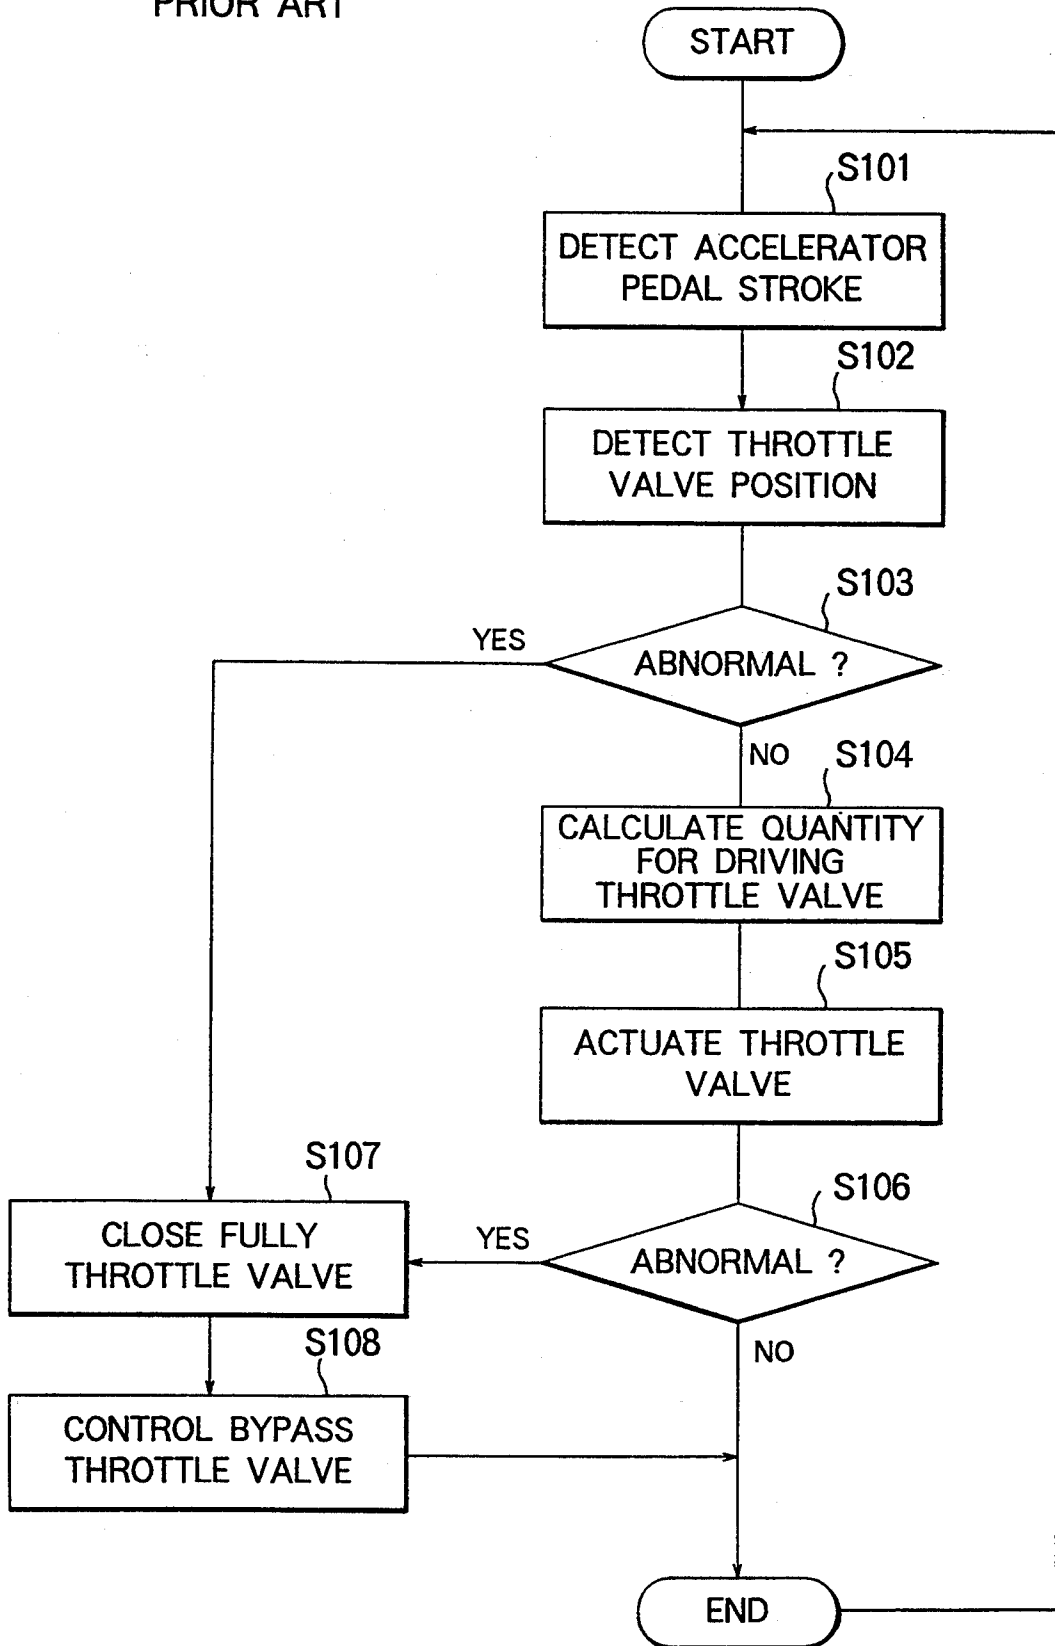 PRIOR ART
START
S101
DETECT ACCELERATOR
PEDAL STROKE
S102
DETECT THROTTLE
VALVE POSITION
S103
YES
ABNORMAL ?
NO
S104
CALCULATE QUANTITY
FOR DRIVING
THROTTLE VALVE
S105
ACTUATE THROTTLE
VALVE
S106
YES
ABNORMAL ?
NO
S107
CLOSE FULLY
THROTTLE VALVE
S108
CONTROL BYPASS
THROTTLE VALVE
END